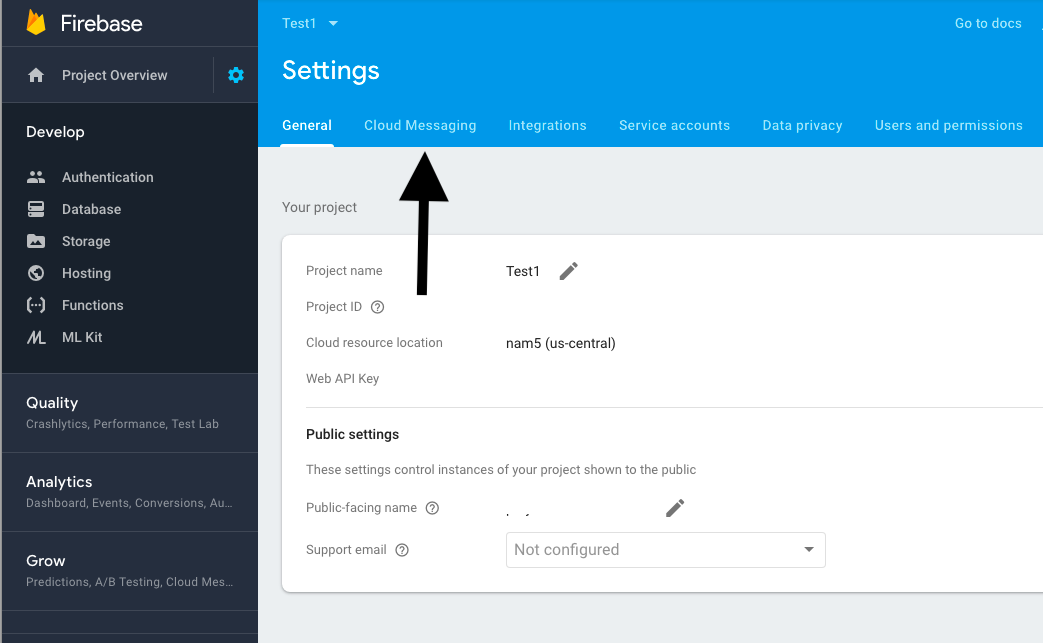 Firebase
Project Overview
Develop
Authentication
Database
Storage
Hosting
Functions
ML Kit
Quality
Crashlytics, Performance, Test Lab
Analytics
Dashboard, Events, Conversions, Au...
Grow
Predictions, A/B Testing, Cloud Mes...
Test1
Go to docs
Settings
General Cloud Messaging Integrations Service accounts Data privacy Users and permissions
Your project
Project name Test1
Project ID ?
Cloud resource location nam5 (us-central)
Web API Key
Public settings
These settings control instances of your project shown to the public
Public-facing name ?
Support email ? Not configured